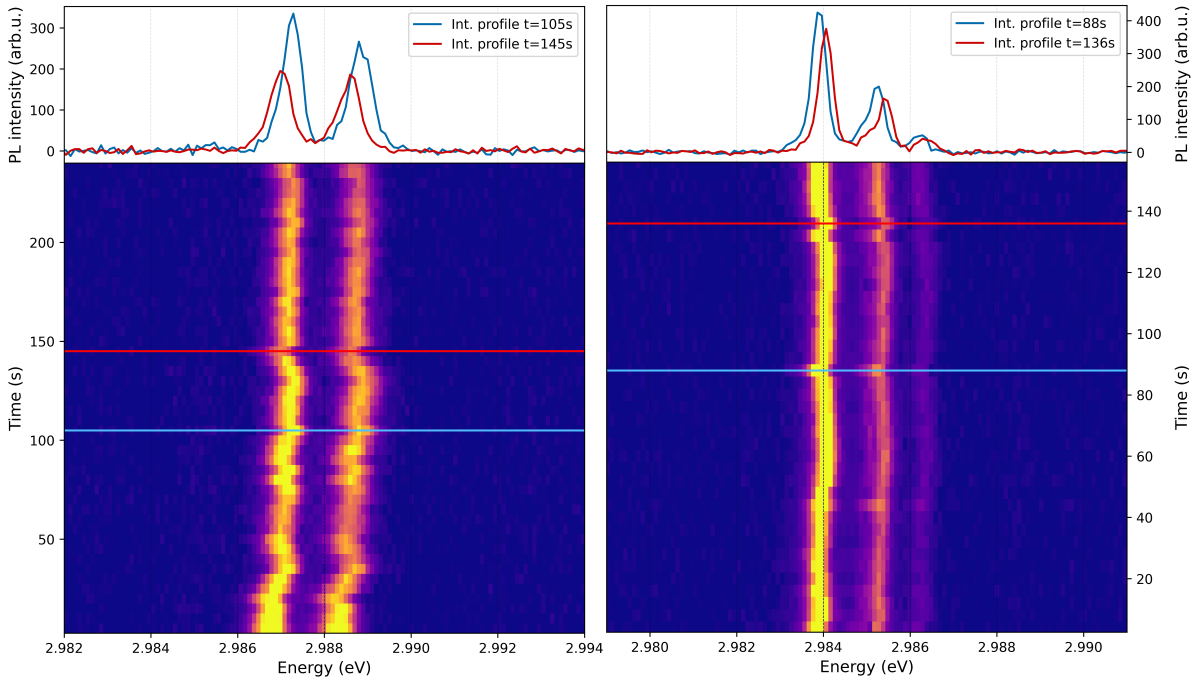 PL intensity (arb.u.)
300
200
100
0
Int. profile t=105s
Int. profile t=145s
Int. profile t=88s
Int. profile t=136s
400
300
200
100
0
PL intensity (arb.u.)
Time (s)
200
150
100
50
140
120
100
80
60
40
20
Time (s)
2.982 2.984 2.986 2.988 2.990 2.992 2.994
Energy (eV)
2.980 2.982 2.984 2.986 2.988 2.990
Energy (eV)